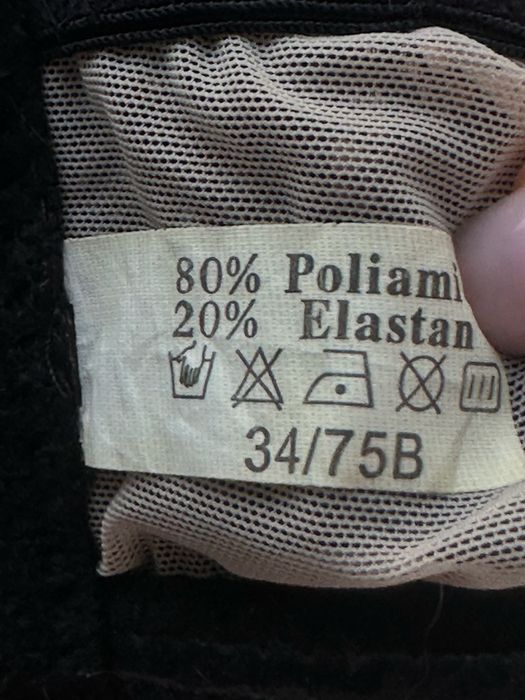 80% Poliami
20% Elastan
34/75B